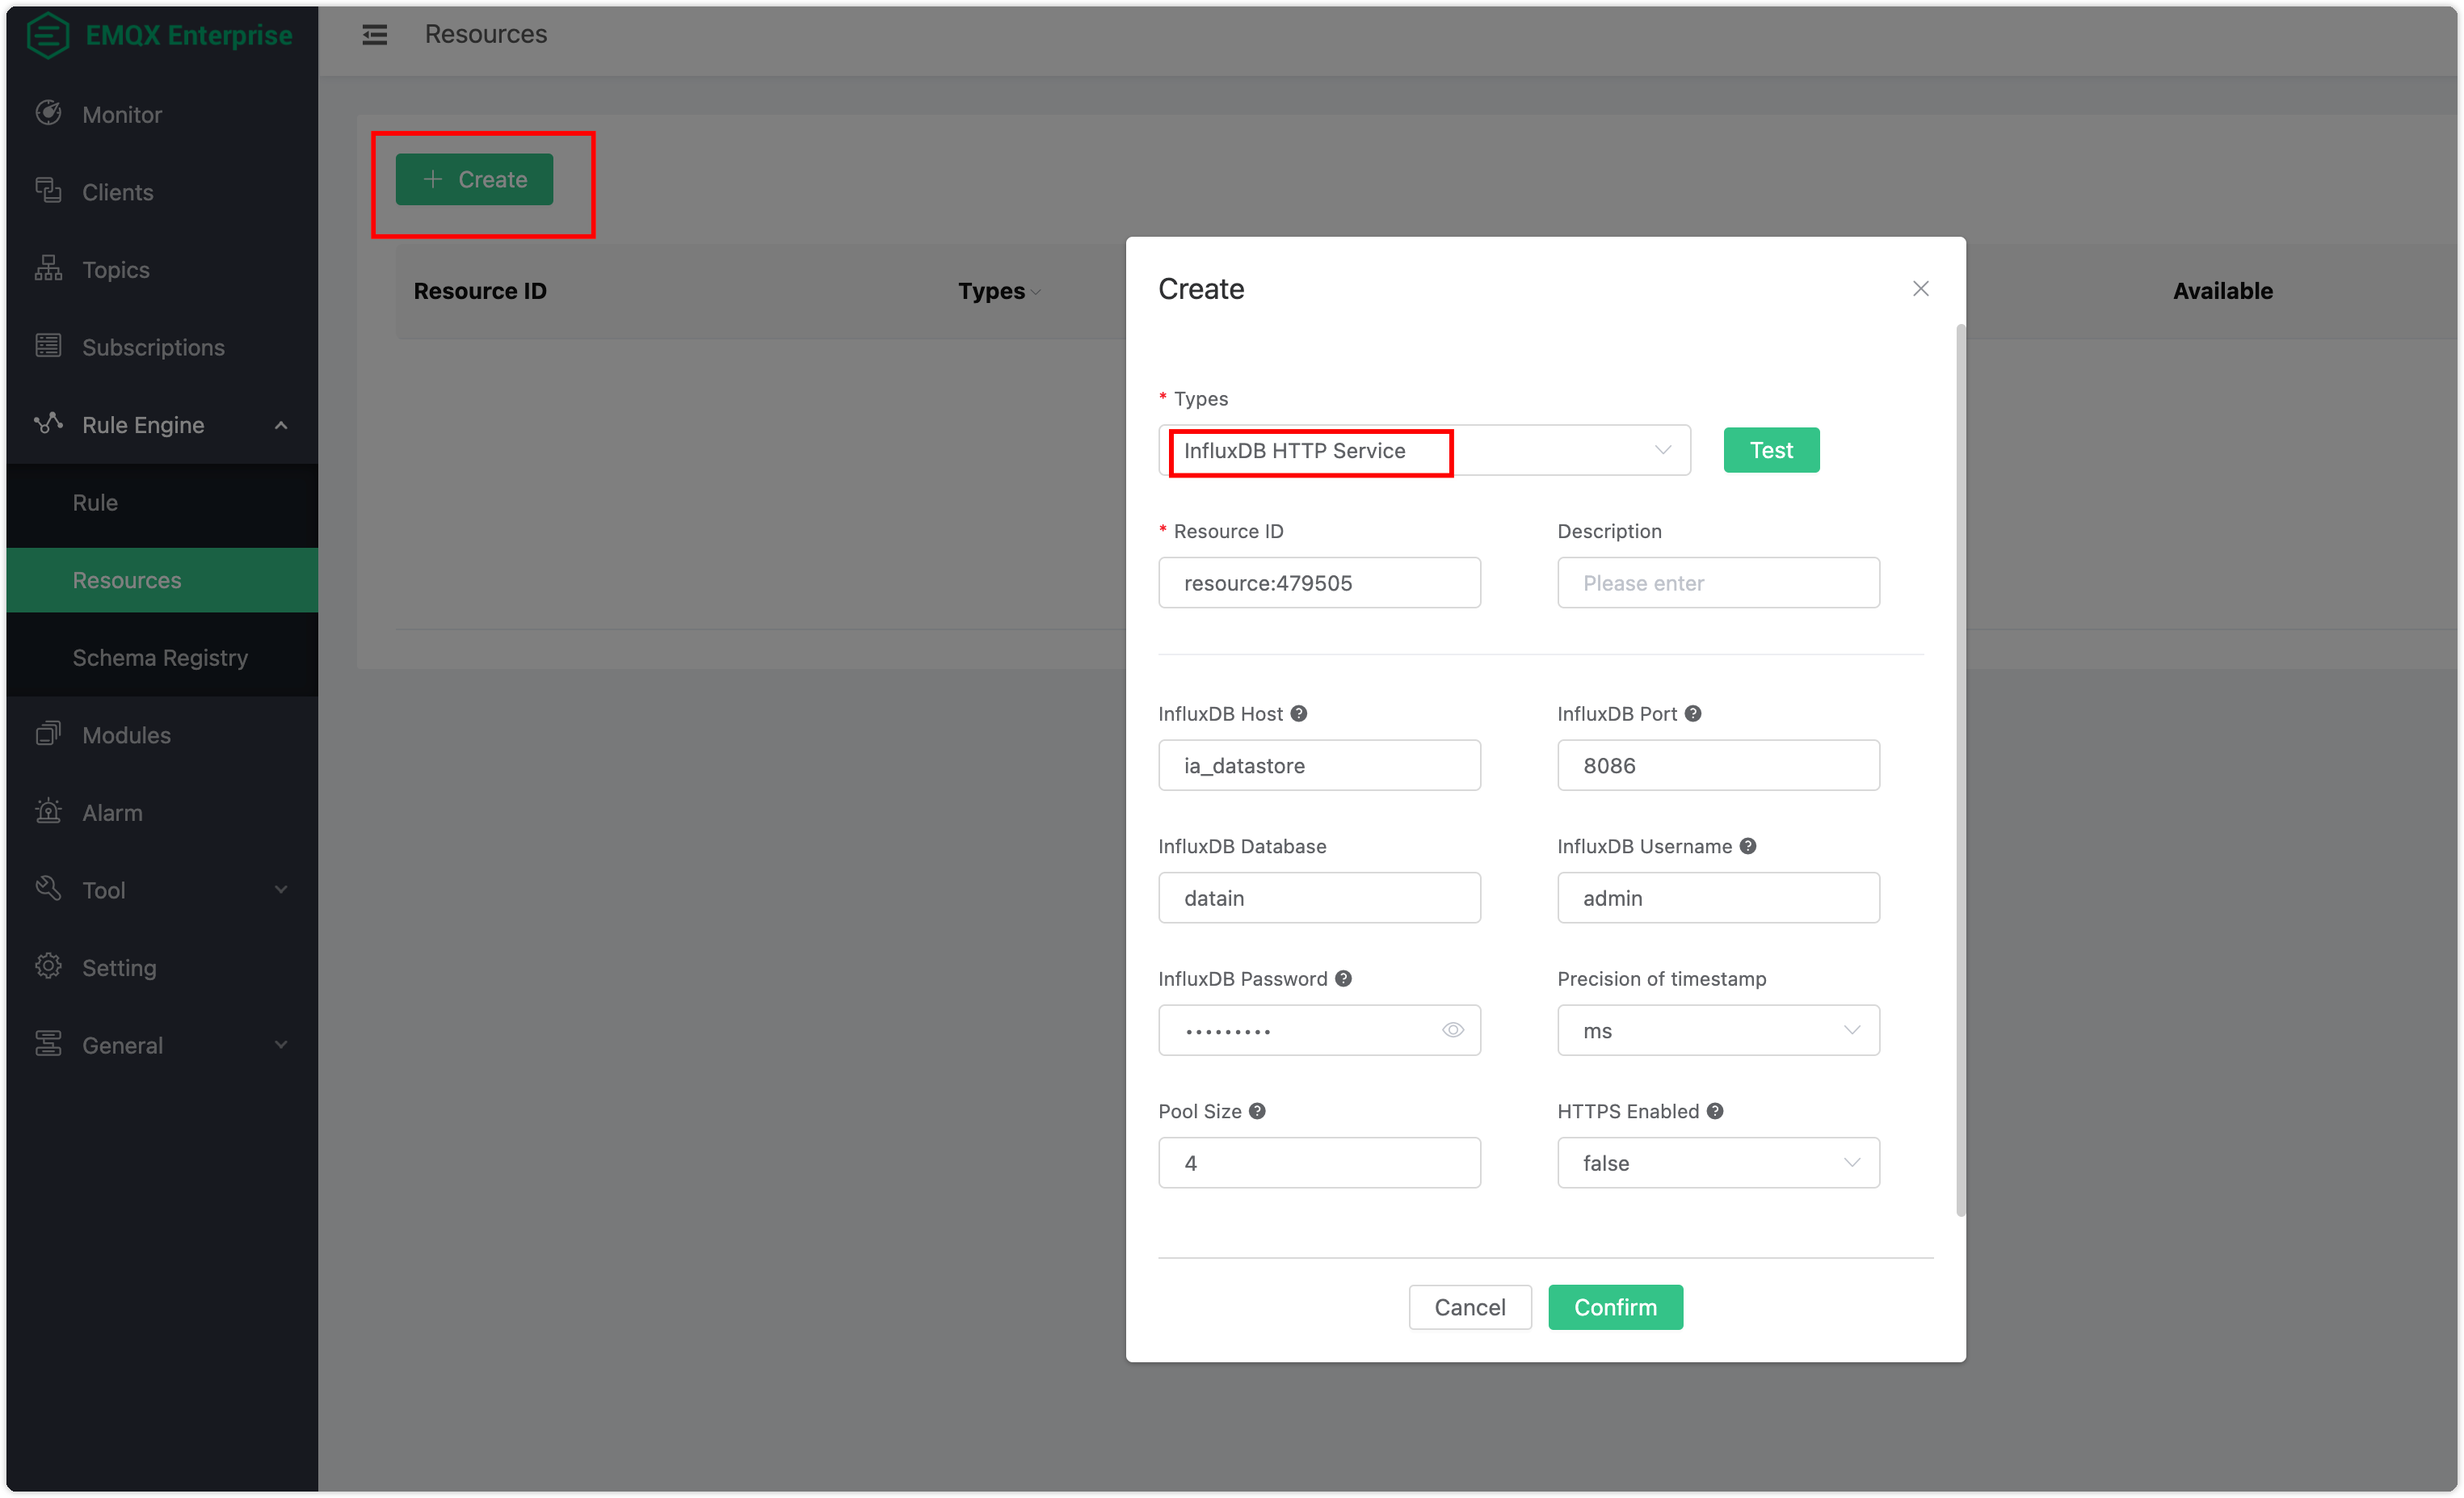 EMQX Enterprise
Resources
Monitor
Clients
Topics
Subscriptions
Rule Engine
Rule
Resources
Schema Registry
Modules
Alarm
Tool
Setting
General
+ Create
Resource ID
Types
Available
Create
* Types
InfluxDB HTTP Service
Test
* Resource ID
Description
resource:479505
Please enter
InfluxDB Host
InfluxDB Port
ia_datastore
8086
InfluxDB Database
InfluxDB Username
datain
admin
InfluxDB Password
Precision of timestamp
•••••••••
ms
Pool Size
HTTPS Enabled
4
false
Cancel
Confirm